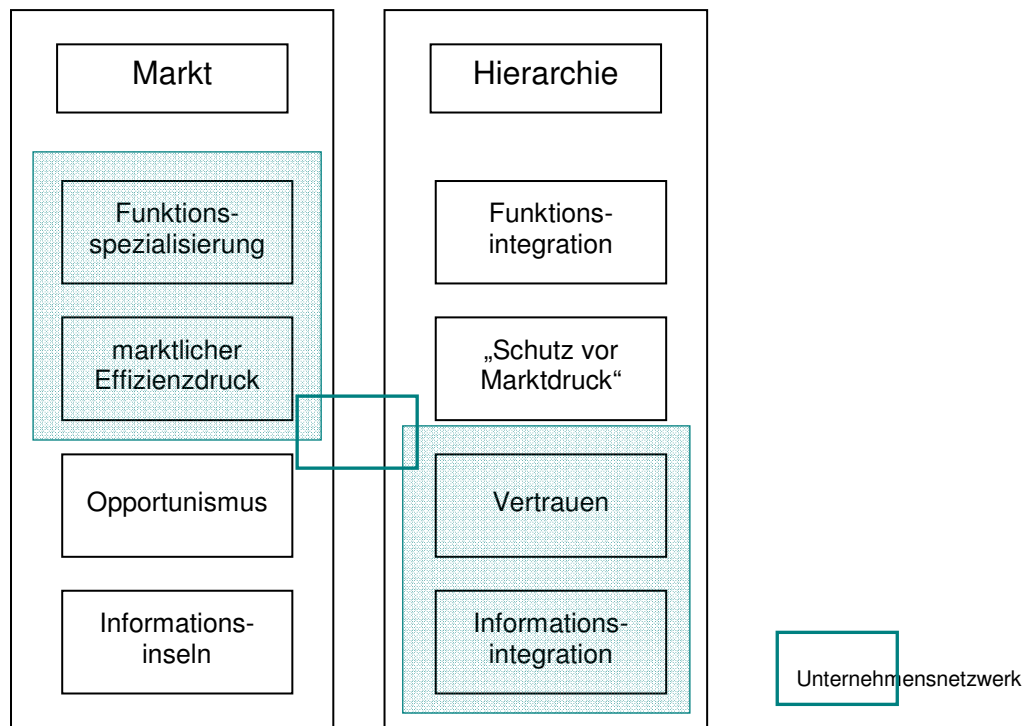 Markt
Funktions-
spezialisierung
marktlicher
Effizienzdruck
Opportunismus
Informations-
inseln
Hierarchie
Funktions-
integration
„Schutz vor
Marktdruck“
Vertrauen
Informations-
integration
Unternehmensnetzwerk